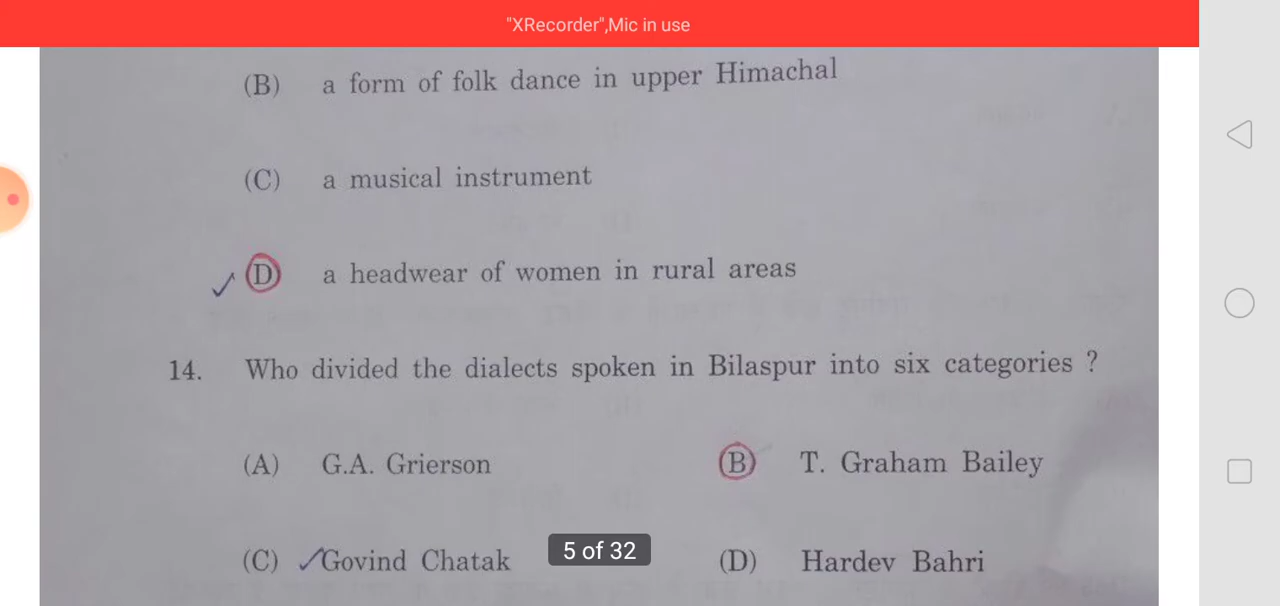 "XRecorder",Mic in use
(B) a form of folk dance in upper Himachal
(C) a musical instrument
(D) a headwear of women in rural areas
14. Who divided the dialects spoken in Bilaspur into six categories ?
(A) G.A. Grierson (B) T. Graham Bailey
(C) Govind Chatak (D) Hardev Bahri
5 of 32